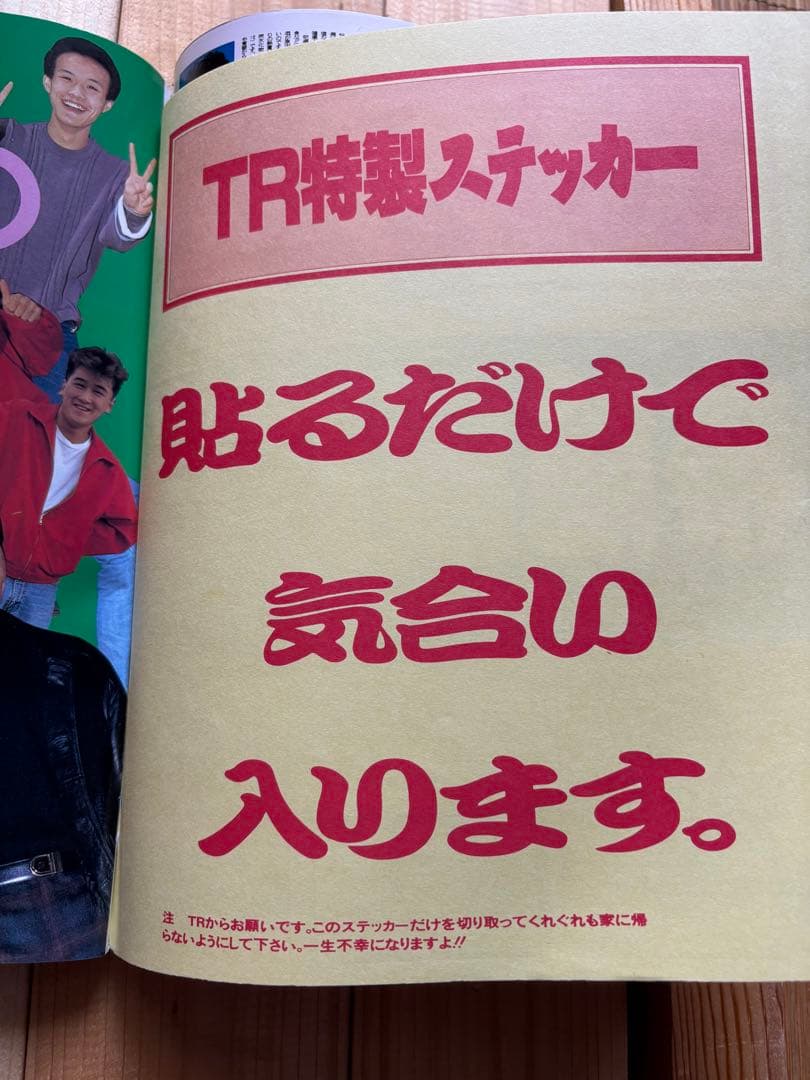 TR特製ステッカー
貼るだけで
気合い
入ります。
注 TRからお願いです。このステッカーだけを切り取ってくれぐれも家に帰
らないようにして下さい。一生不幸になりますよ!!